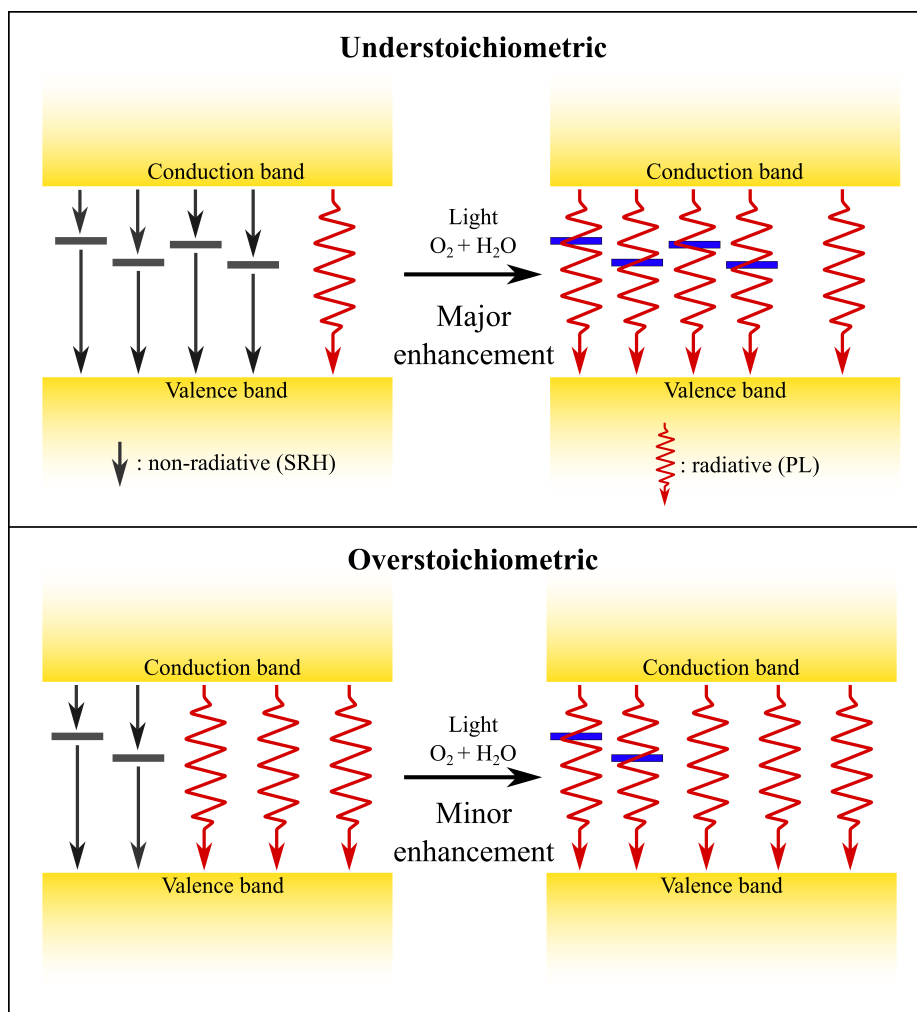 Understoichiometric
Conduction band
Conduction band
Light
O₂ + H₂O
Major
enhancement
Valence band
Valence band
: non-radiative (SRH)
: radiative (PL)
Overstoichiometric
Conduction band
Conduction band
Light
O₂ + H₂O
Minor
enhancement
Valence band
Valence band